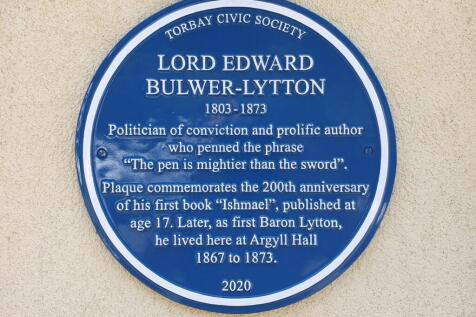 TORBAY CIVIC SOCIETY
LORD EDWARD
BULWER-LYTTON
1803-1873
Politician of conviction and prolific author
who penned the phrase
“The pen is mightier than the sword”.
Plaque commemorates the 200th anniversary
of his first book “Ishmael”, published at
age 17. Later, as first Baron Lytton,
he lived here at Argyll Hall
1867 to 1873.
2020